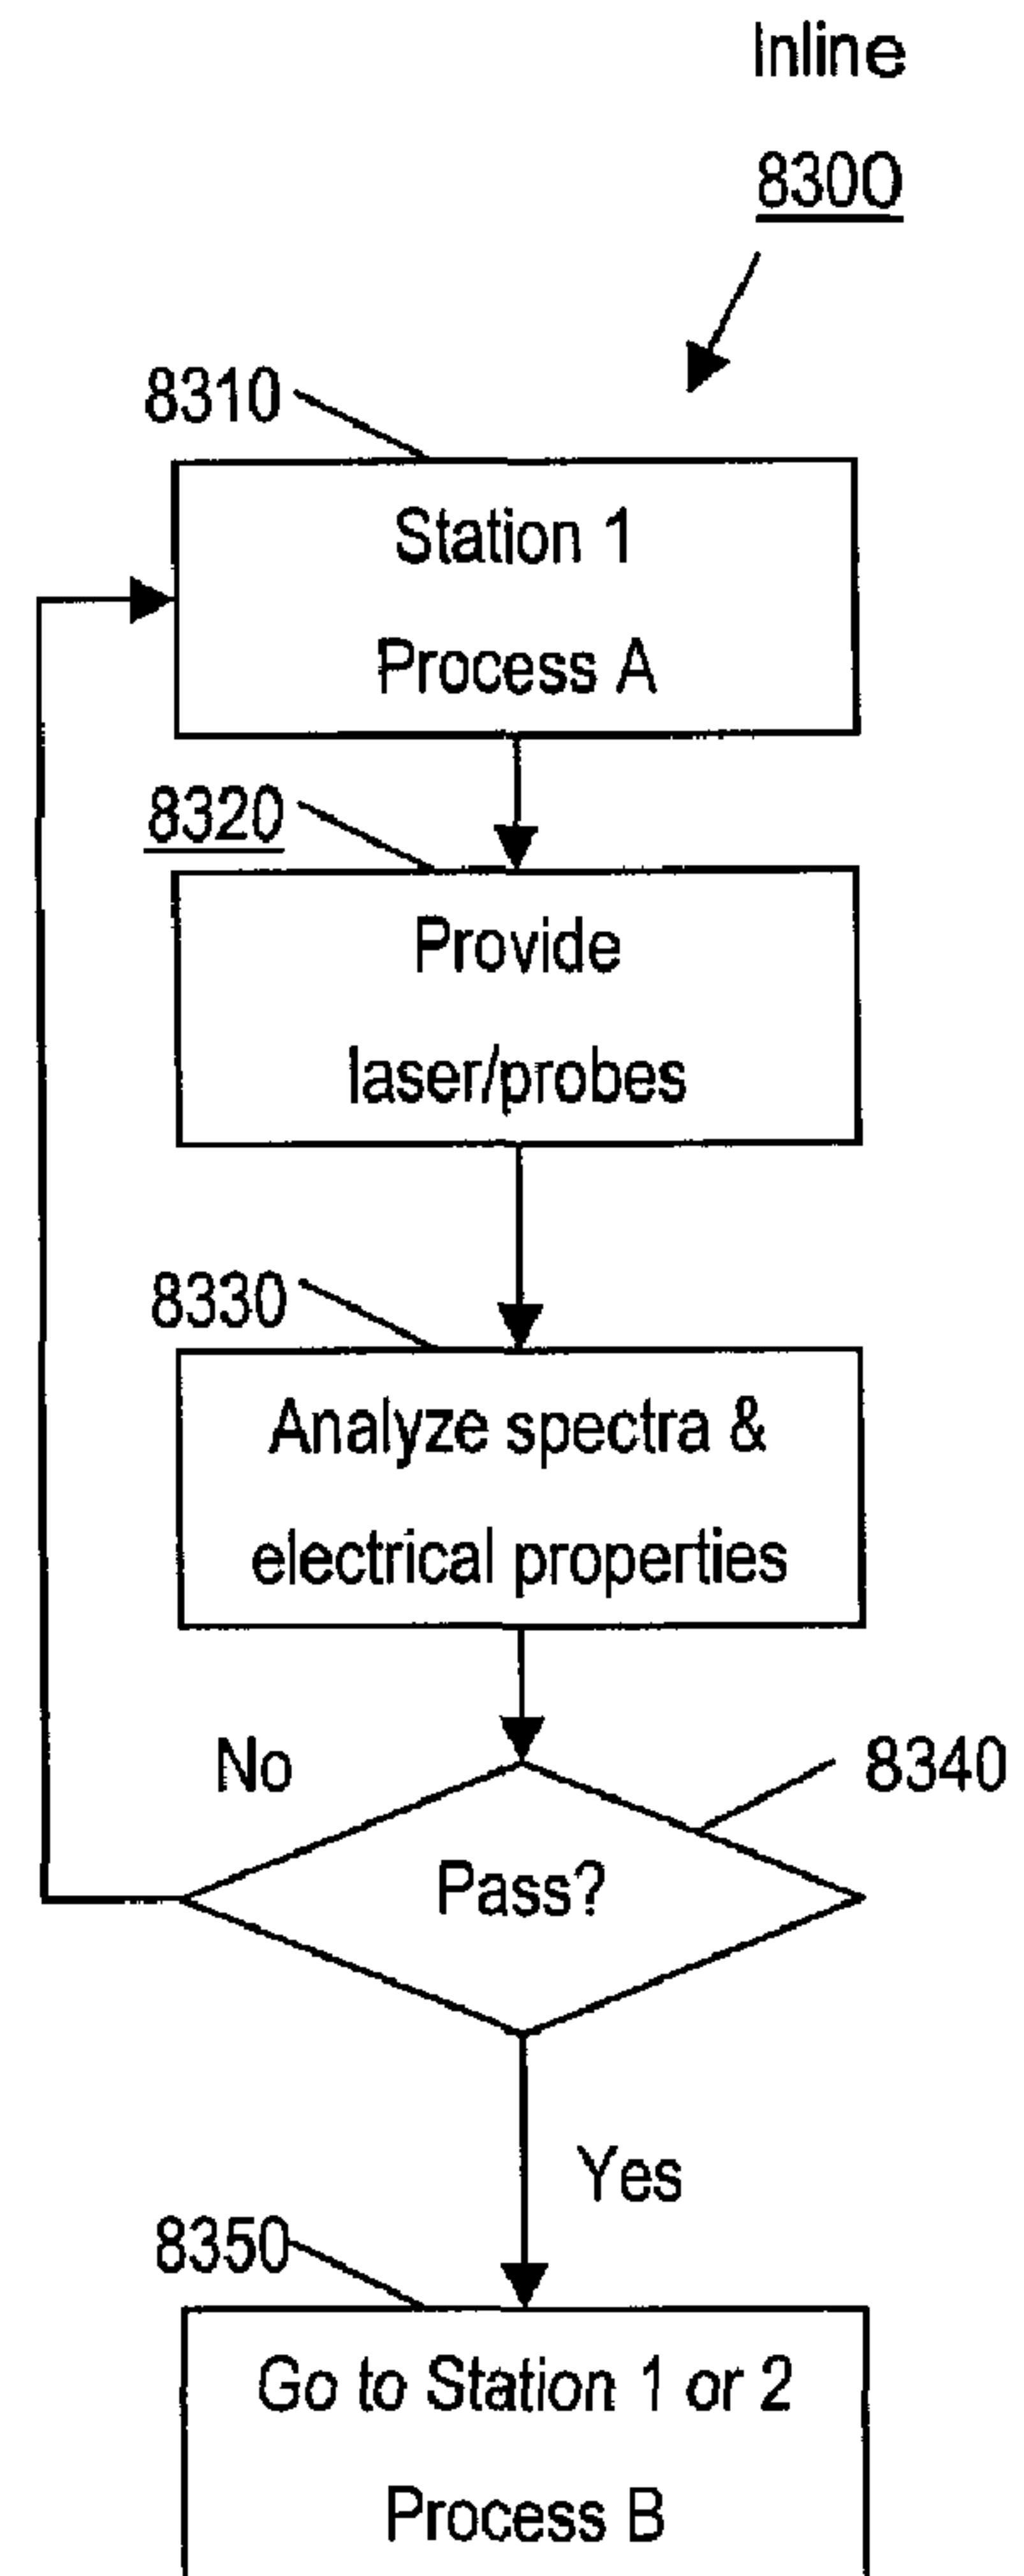 Inline
8300
8310
Station 1
Process A
8320
Provide
laser/probes
8330
Analyze spectra &
electrical properties
No
8340
Pass?
Yes
8350
Go to Station 1 or 2
Process B